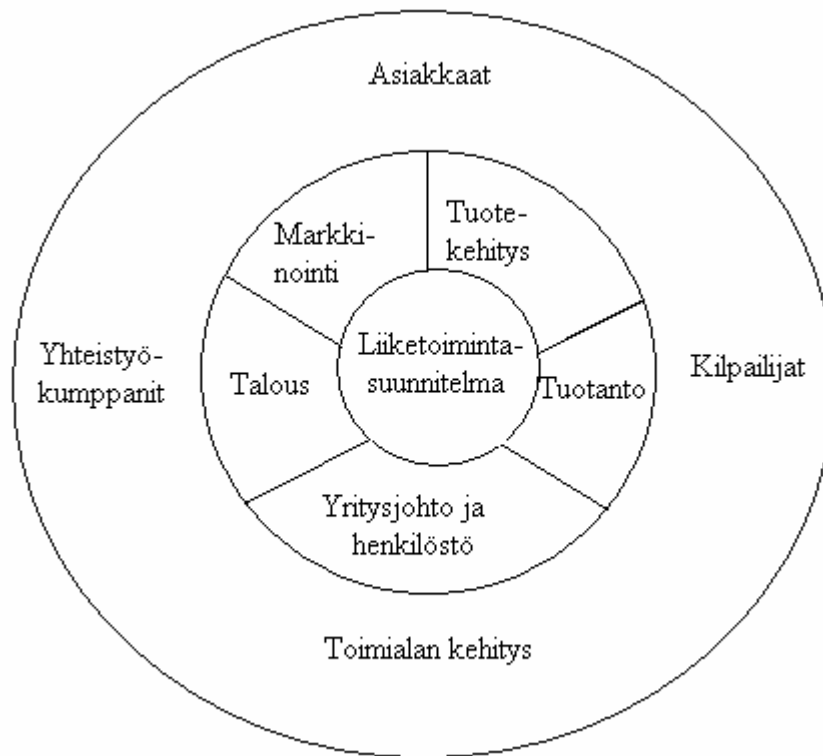 Asiakkaat
Markki-
nointi
Tuote-
kehitys
Yhteistyö-
kumppanit
Talous
Liiketoiminta-
suunnitelma
Tuotanto
Kilpailijat
Yritysjohto ja
henkilöstö
Toimialan kehitys